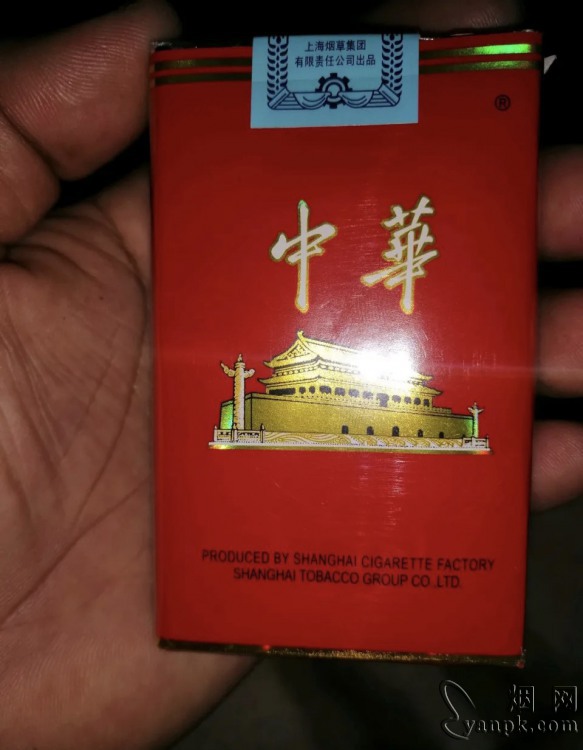 上海烟草集团
有限责任公司出品
®
中華
PRODUCED BY SHANGHAI CIGARETTE FACTORY
SHANGHAI TOBACCO GROUP CO.,LTD.
烟网
yanpk.com